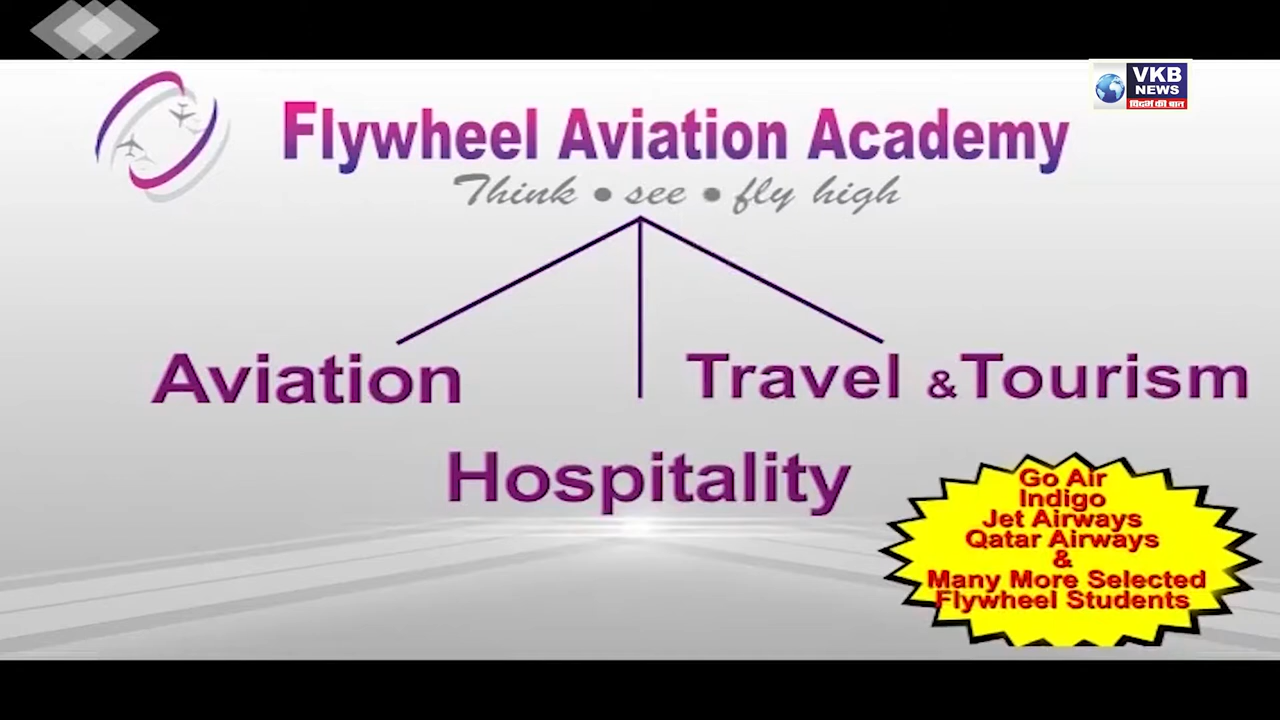 VKB
NEWS
विदर्भ की बात
Flywheel Aviation Academy
Think • see • fly high
Aviation
Travel &Tourism
Hospitality
Go Air
Indigo
Jet Airways
Qatar Airways
&
Many More Selected
Flywheel Students